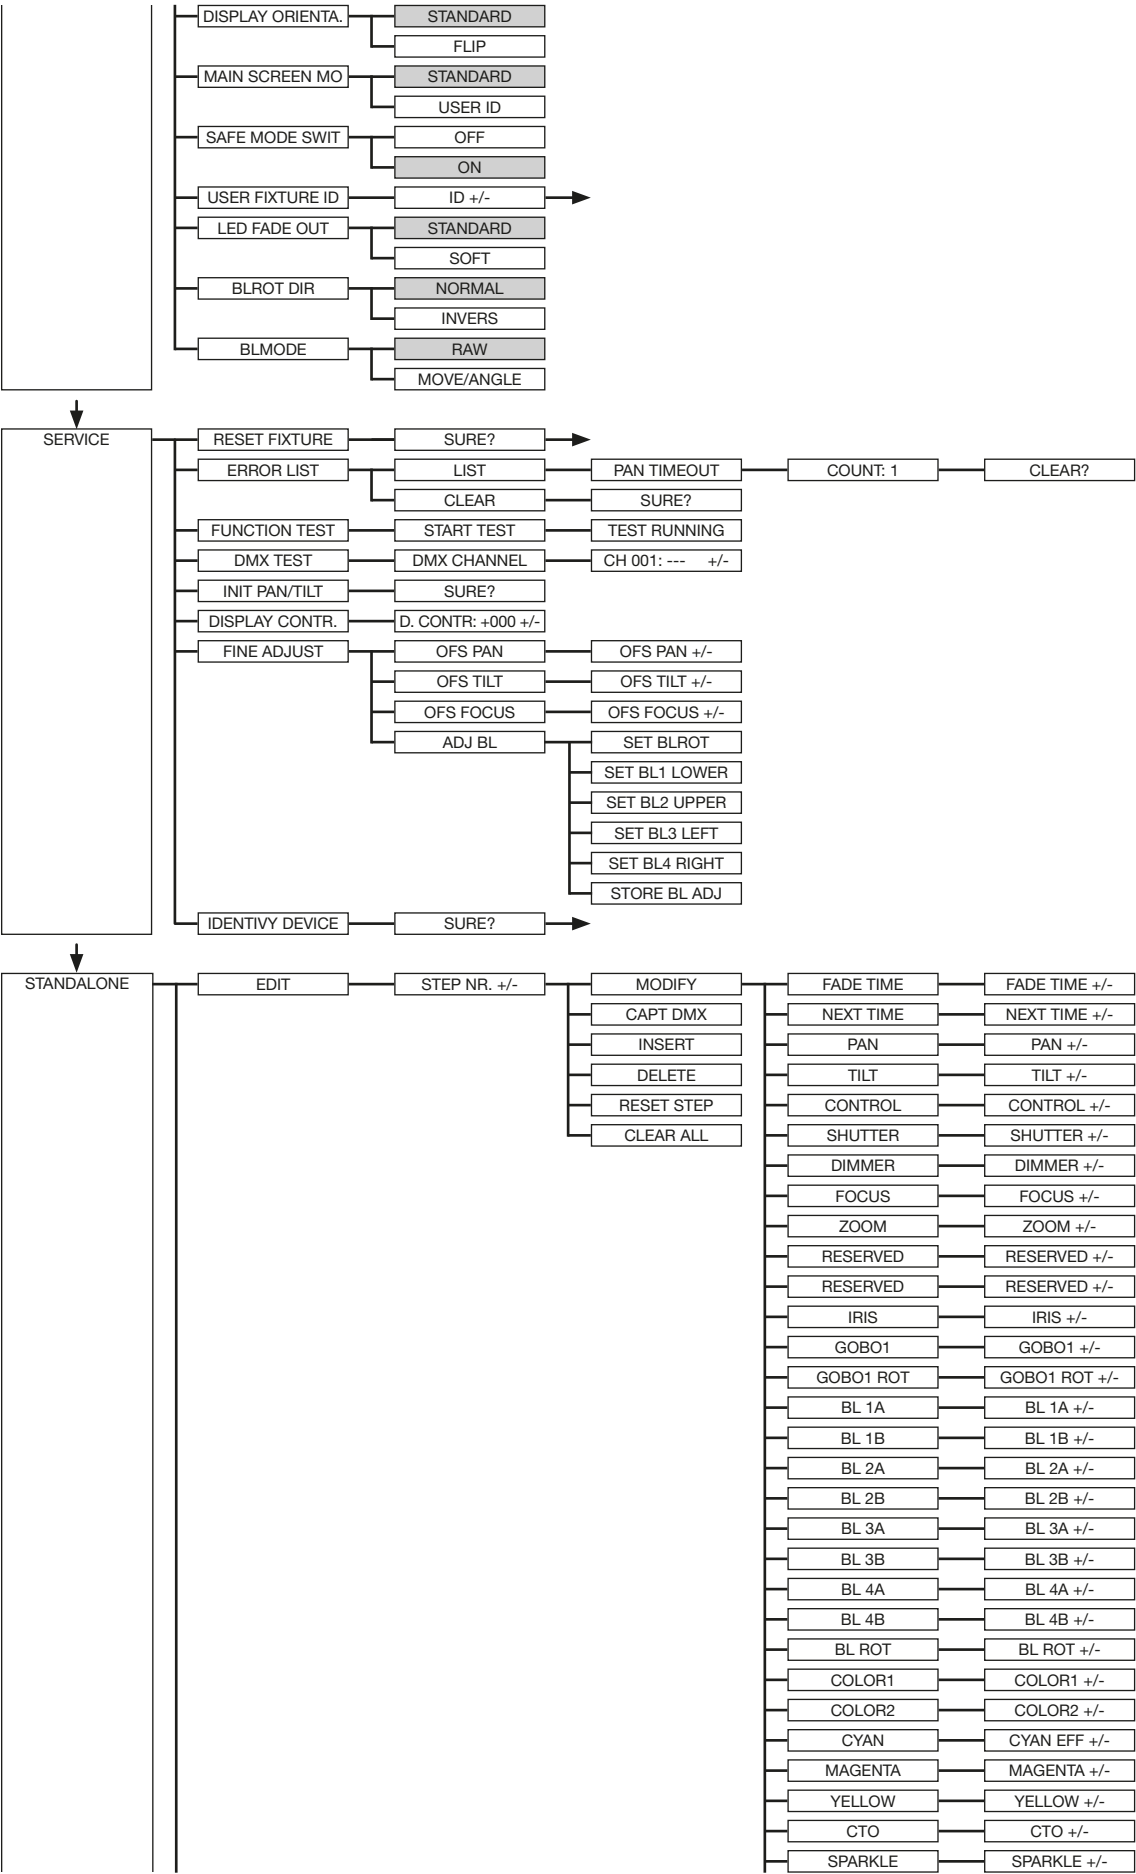 DISPLAY ORIENTA. STANDARD
FLIP
MAIN SCREEN MO STANDARD
USER ID
SAFE MODE SWIT OFF
ON
USER FIXTURE ID ID +/-
LED FADE OUT STANDARD
SOFT
BLROT DIR NORMAL
INVERS
BLMODE RAW
MOVE/ANGLE
SERVICE RESET FIXTURE SURE?
ERROR LIST LIST PAN TIMEOUT COUNT: 1 CLEAR?
CLEAR SURE?
FUNCTION TEST START TEST TEST RUNNING
DMX TEST DMX CHANNEL CH 001: --- +/-
INIT PAN/TILT SURE?
DISPLAY CONTR. D. CONTR: +000 +/-
FINE ADJUST OFS PAN OFS PAN +/-
OFS TILT OFS TILT +/-
OFS FOCUS OFS FOCUS +/-
ADJ BL SET BLROT
SET BL1 LOWER
SET BL2 UPPER
SET BL3 LEFT
SET BL4 RIGHT
STORE BL ADJ
IDENTIVY DEVICE SURE?
STANDALONE EDIT STEP NR. +/- MODIFY FADE TIME FADE TIME +/-
CAPT DMX NEXT TIME NEXT TIME +/-
INSERT PAN PAN +/-
DELETE TILT TILT +/-
RESET STEP CONTROL CONTROL +/-
CLEAR ALL SHUTTER SHUTTER +/-
DIMMER DIMMER +/-
FOCUS FOCUS +/-
ZOOM ZOOM +/-
RESERVED RESERVED +/-
RESERVED RESERVED +/-
IRIS IRIS +/-
GOBO1 GOBO1 +/-
GOBO1 ROT GOBO1 ROT +/-
BL 1A BL 1A +/-
BL 1B BL 1B +/-
BL 2A BL 2A +/-
BL 2B BL 2B +/-
BL 3A BL 3A +/-
BL 3B BL 3B +/-
BL 4A BL 4A +/-
BL 4B BL 4B +/-
BL ROT BL ROT +/-
COLOR1 COLOR1 +/-
COLOR2 COLOR2 +/-
CYAN CYAN EFF +/-
MAGENTA MAGENTA +/-
YELLOW YELLOW +/-
CTO CTO +/-
SPARKLE SPARKLE +/-